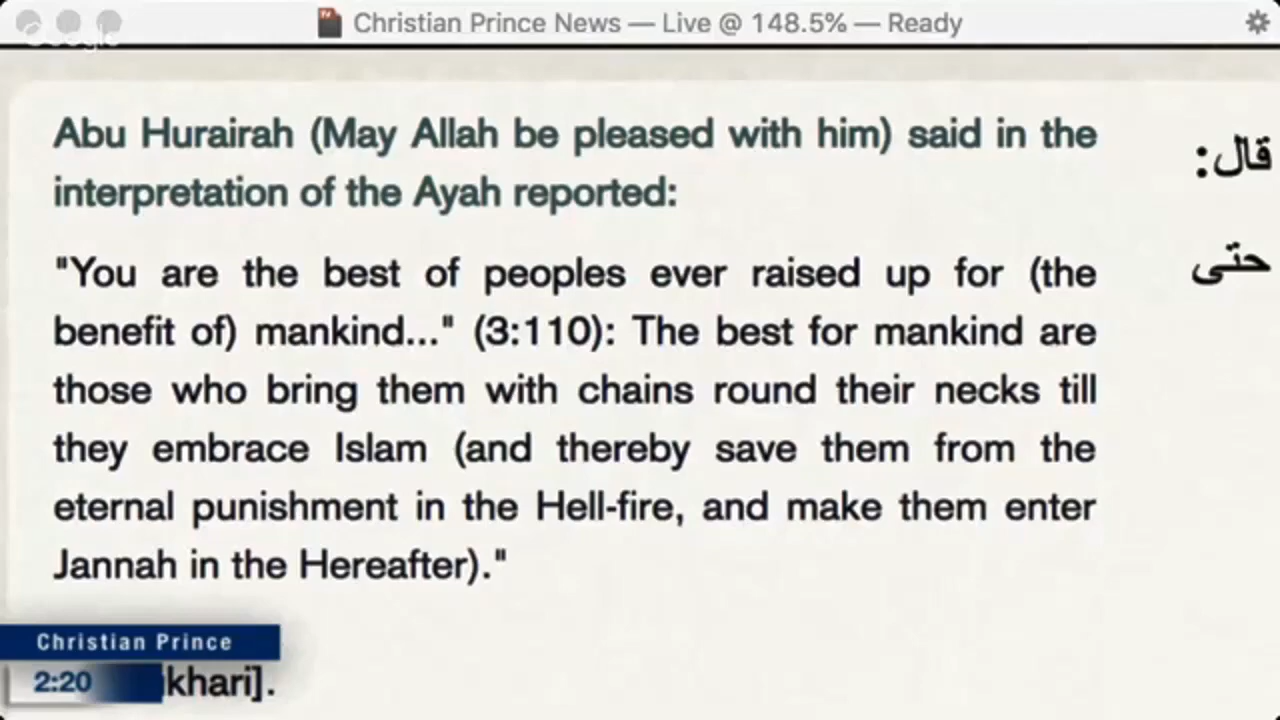 Christian Prince News — Live @ 148.5% — Ready
Google
Abu Hurairah (May Allah be pleased with him) said in the
interpretation of the Ayah reported:
"You are the best of peoples ever raised up for (the
benefit of) mankind..." (3:110): The best for mankind are
those who bring them with chains round their necks till
they embrace Islam (and thereby save them from the
eternal punishment in the Hell-fire, and make them enter
Jannah in the Hereafter)."
قال:
حتى
Christian Prince
2:20
khari].